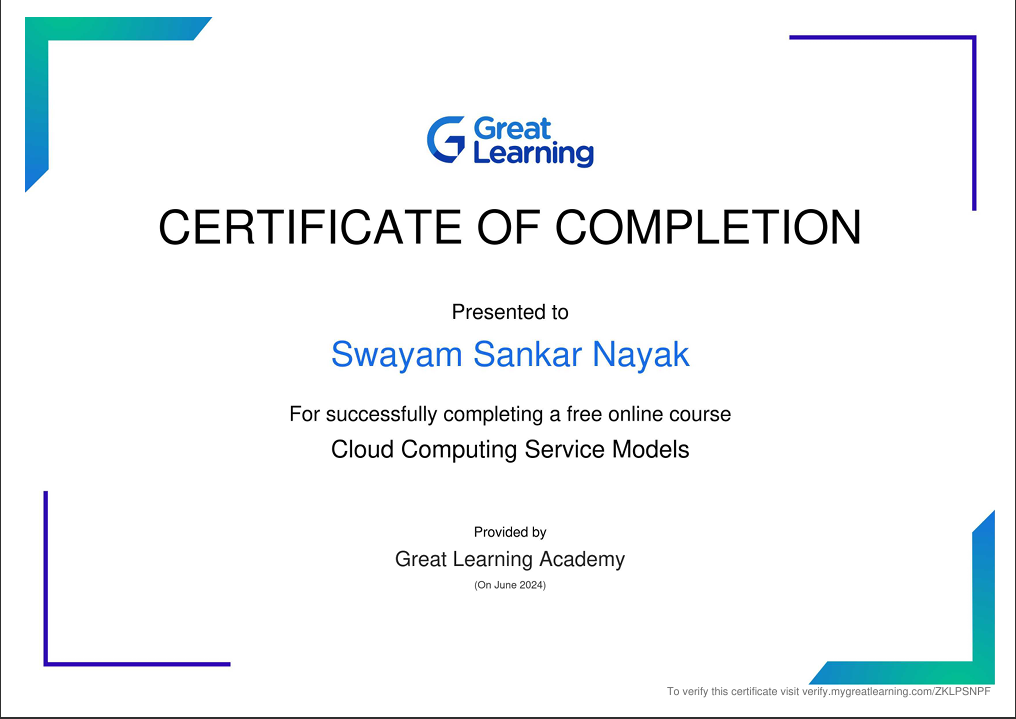 Great
Learning
CERTIFICATE OF COMPLETION
Presented to
Swayam Sankar Nayak
For successfully completing a free online course
Cloud Computing Service Models
Provided by
Great Learning Academy
(On June 2024)
To verify this certificate visit verify.mygreatlearning.com/ZKLPSNPF